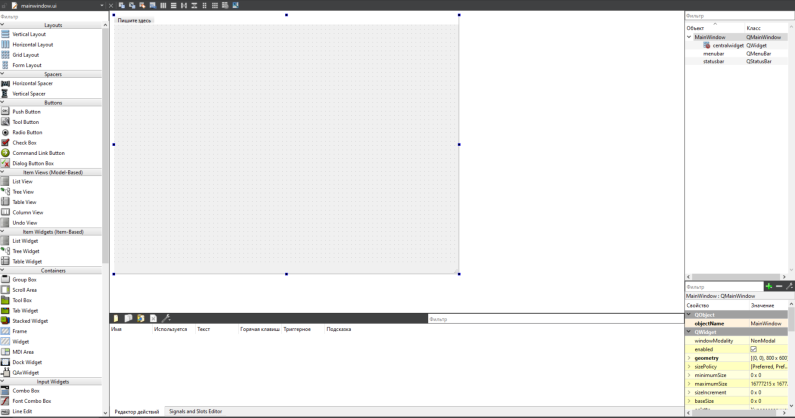 mainwindow.ui
Фильтр
Layouts
Vertical Layout
Horizontal Layout
Grid Layout
Form Layout
Spacers
Horizontal Spacer
Vertical Spacer
Buttons
Push Button
Tool Button
Radio Button
Check Box
Command Link Button
Dialog Button Box
Item Views (Model-Based)
List View
Tree View
Table View
Column View
Undo View
Item Widgets (Item-Based)
List Widget
Tree Widget
Table Widget
Containers
Group Box
Scroll Area
Tool Box
Tab Widget
Stacked Widget
Frame
Widget
MDI Area
Dock Widget
QAxWidget
Input Widgets
Combo Box
Font Combo Box
Line Edit
Пишите здесь
Фильтр
Имя Используется Текст Горячая клавиш Триггерное Подсказка
Редактор действий Signals and Slots Editor
Фильтр
Объект Класс
MainWindow QMainWindow
centralwidget QWidget
menubar QMenuBar
statusbar QStatusBar
Фильтр
MainWindow : QMainWindow
Свойство Значение
QObject
objectName MainWindow
QWidget
windowModality NonModal
enabled
geometry [(0, 0), 800 x 600]
sizePolicy [Preferred, Pref...
minimumSize 0 x 0
maximumSize 16777215 x 1677...
sizeIncrement 0 x 0
baseSize 0 x 0